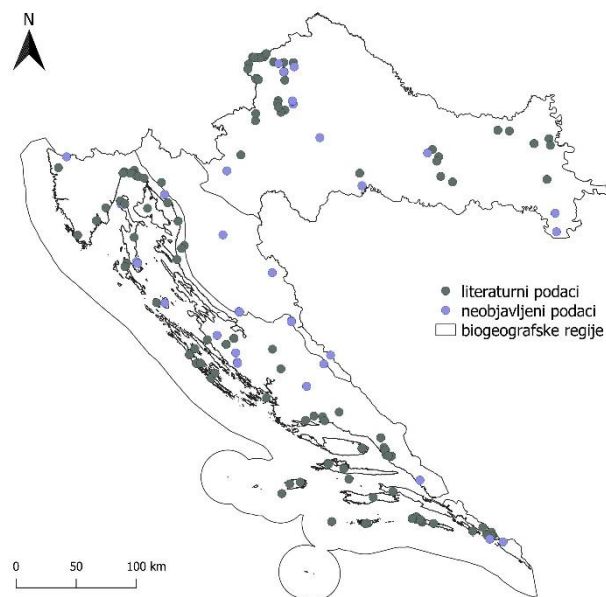 N
literaturni podaci
neobjavljeni podaci
biogeografske regije
0 50 100 km